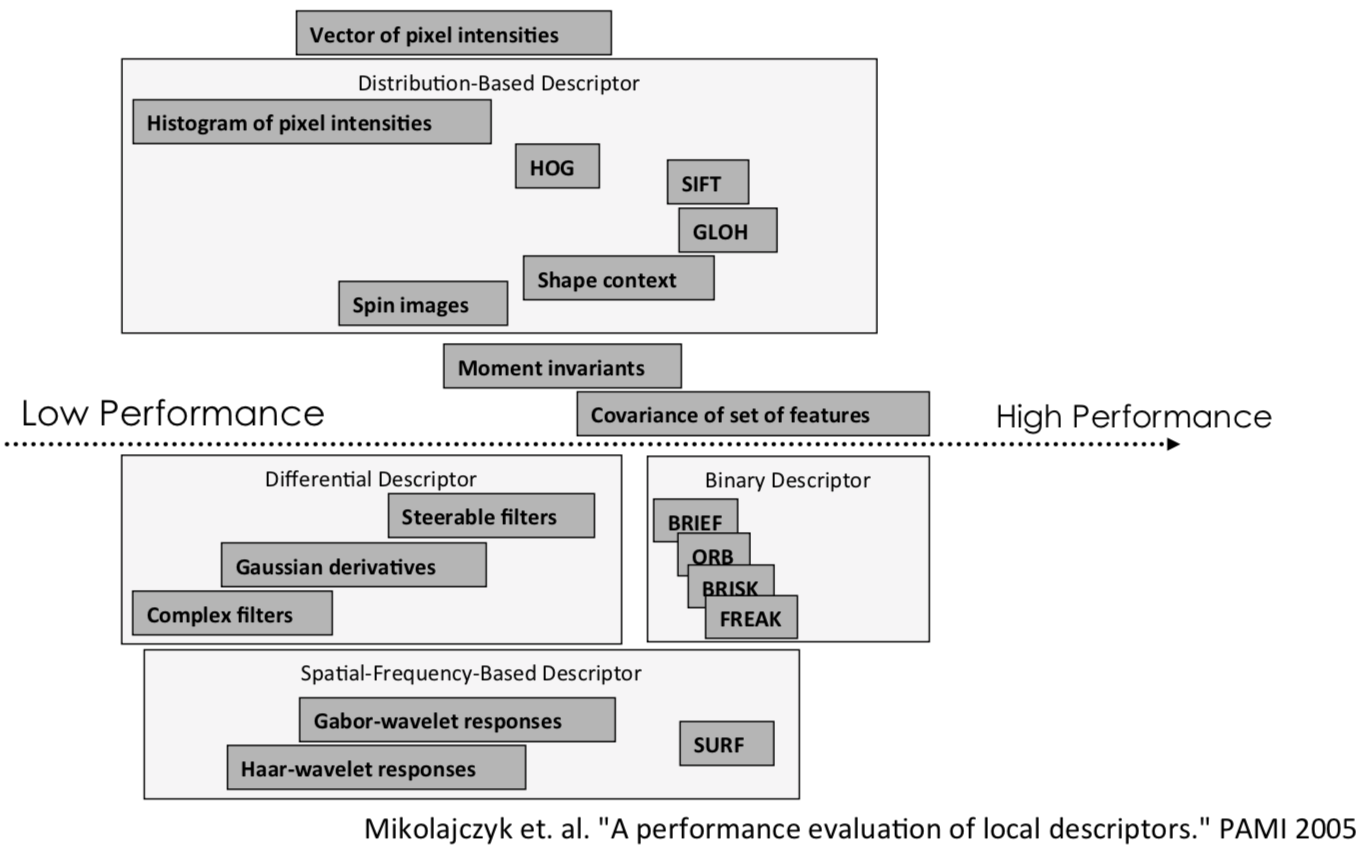 Vector of pixel intensities
Distribution-Based Descriptor
Histogram of pixel intensities
HOG
SIFT
GLOH
Shape context
Spin images
Moment invariants
Low Performance
Covariance of set of features
High Performance
Differential Descriptor
Steerable filters
Gaussian derivatives
Complex filters
Binary Descriptor
BRIEF
ORB
BRISK
FREAK
Spatial-Frequency-Based Descriptor
Gabor-wavelet responses
SURF
Haar-wavelet responses
Mikolajczyk et. al. "A performance evaluation of local descriptors." PAMI 2005